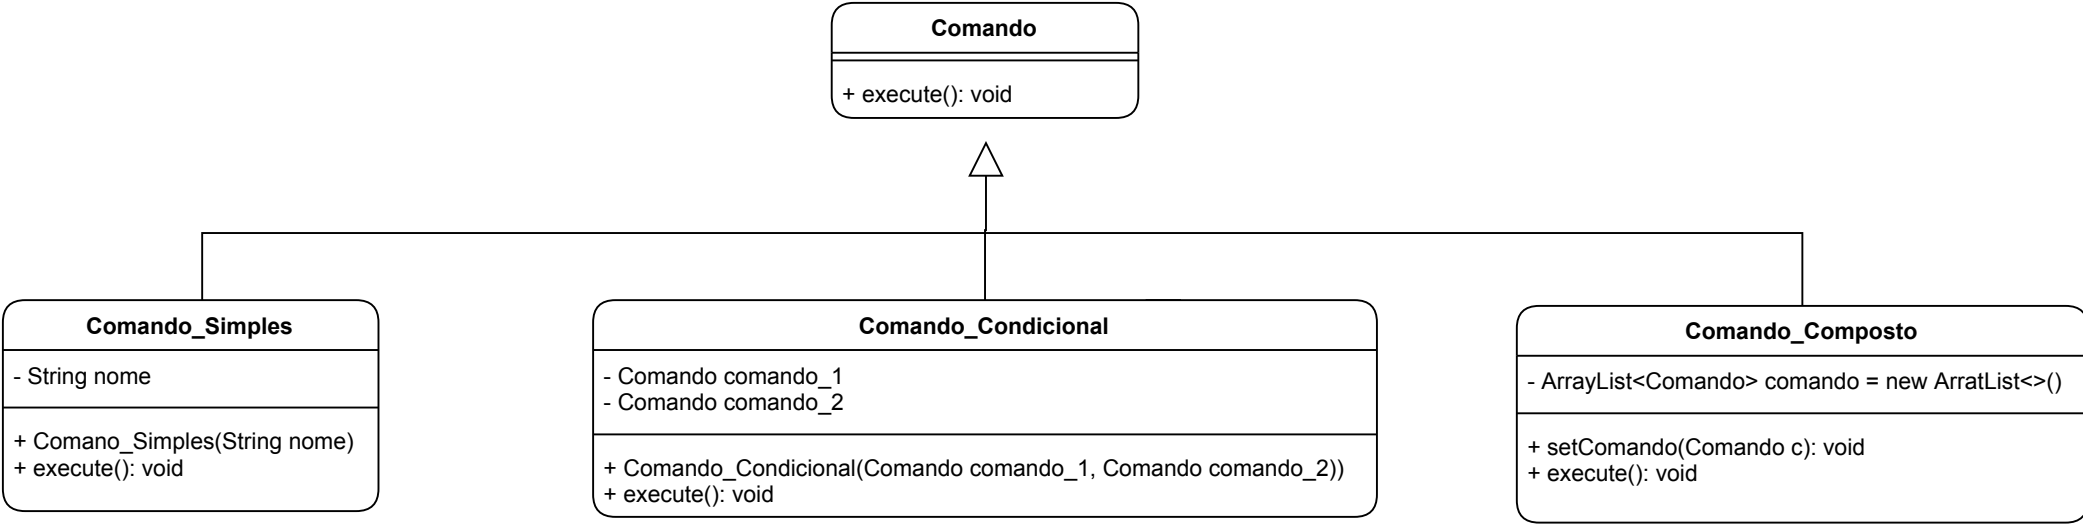 Comando
+ execute(): void
Comando_Simples
- String nome
+ Comano_Simples(String nome)
+ execute(): void
Comando_Condicional
- Comando comando_1
- Comando comando_2
+ Comando_Condicional(Comando comando_1, Comando comando_2))
+ execute(): void
Comando_Composto
- ArrayList<Comando> comando = new ArratList<>()
+ setComando(Comando c): void
+ execute(): void